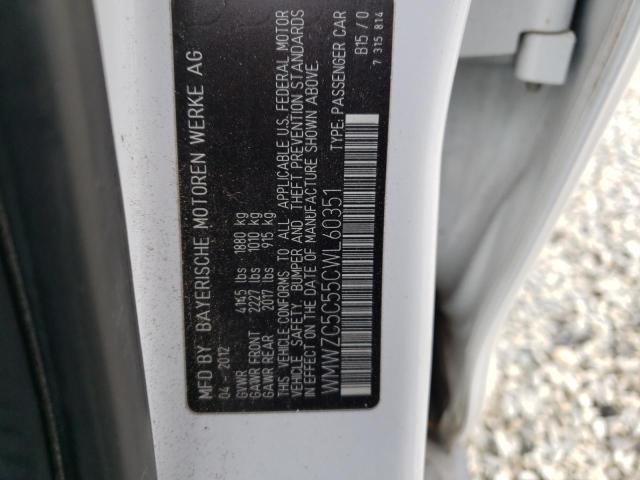 MFD BY BAYERISCHE MOTOREN WERKE AG
04 - 2012
GVWR 4145 lbs 1880 kg
GAWR FRONT 2227 lbs 1010 kg
GAWR REAR 2017 lbs 915 kg
THIS VEHICLE CONFORMS TO ALL APPLICABLE U.S. FEDERAL MOTOR
VEHICLE SAFETY, BUMPER AND THEFT PREVENTION STANDARDS
IN EFFECT ON THE DATE OF MANUFACTURE SHOWN ABOVE.
WMWZC5C55CWL60351 TYPE: PASSENGER CAR
B15 / 0
7 315 814